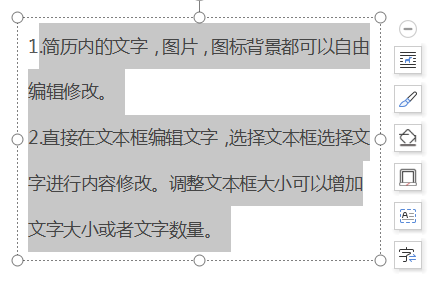 1.简历内的文字，图片，图标背景都可以自由
编辑修改。
2.直接在文本框编辑文字，选择文本框选择文
字进行内容修改。调整文本框大小可以增加
文字大小或者文字数量。
字